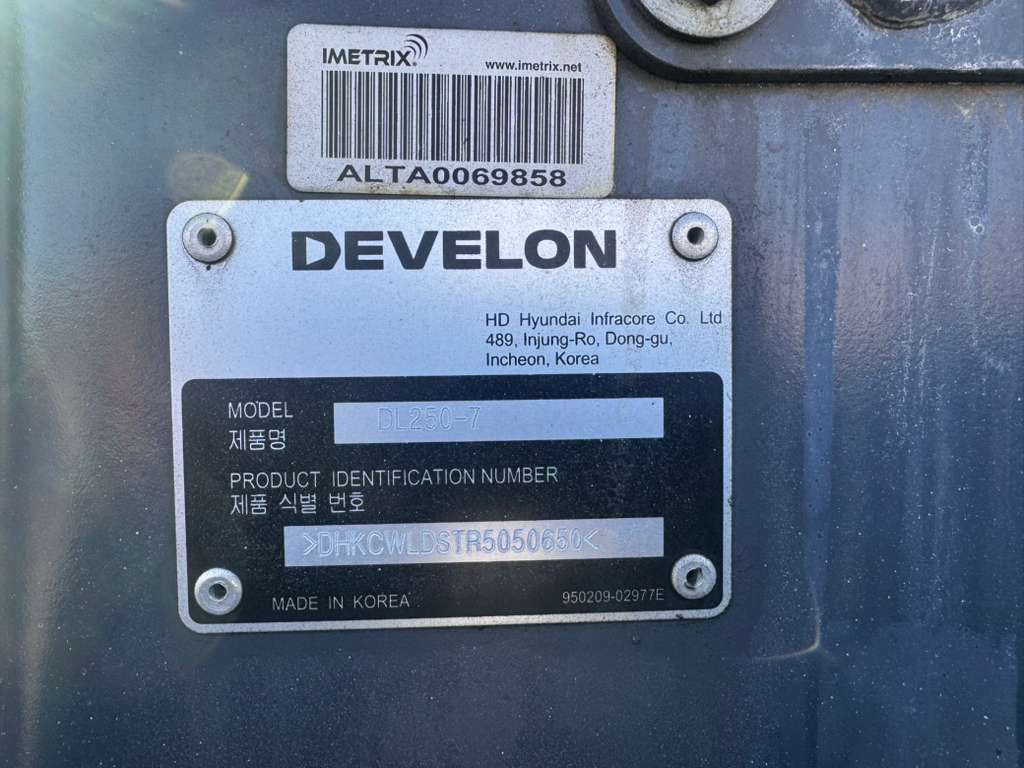 IMETRIX
www.imetrix.net
ALTA0069858
DEVELON
HD Hyundai Infracore Co. Ltd
489, Injung-Ro, Dong-gu,
Incheon, Korea
MODEL DL250-7
제품명
PRODUCT IDENTIFICATION NUMBER
제품 식별 번호
>DHKCWLDSTR5050650<
MADE IN KOREA 950209-02977E